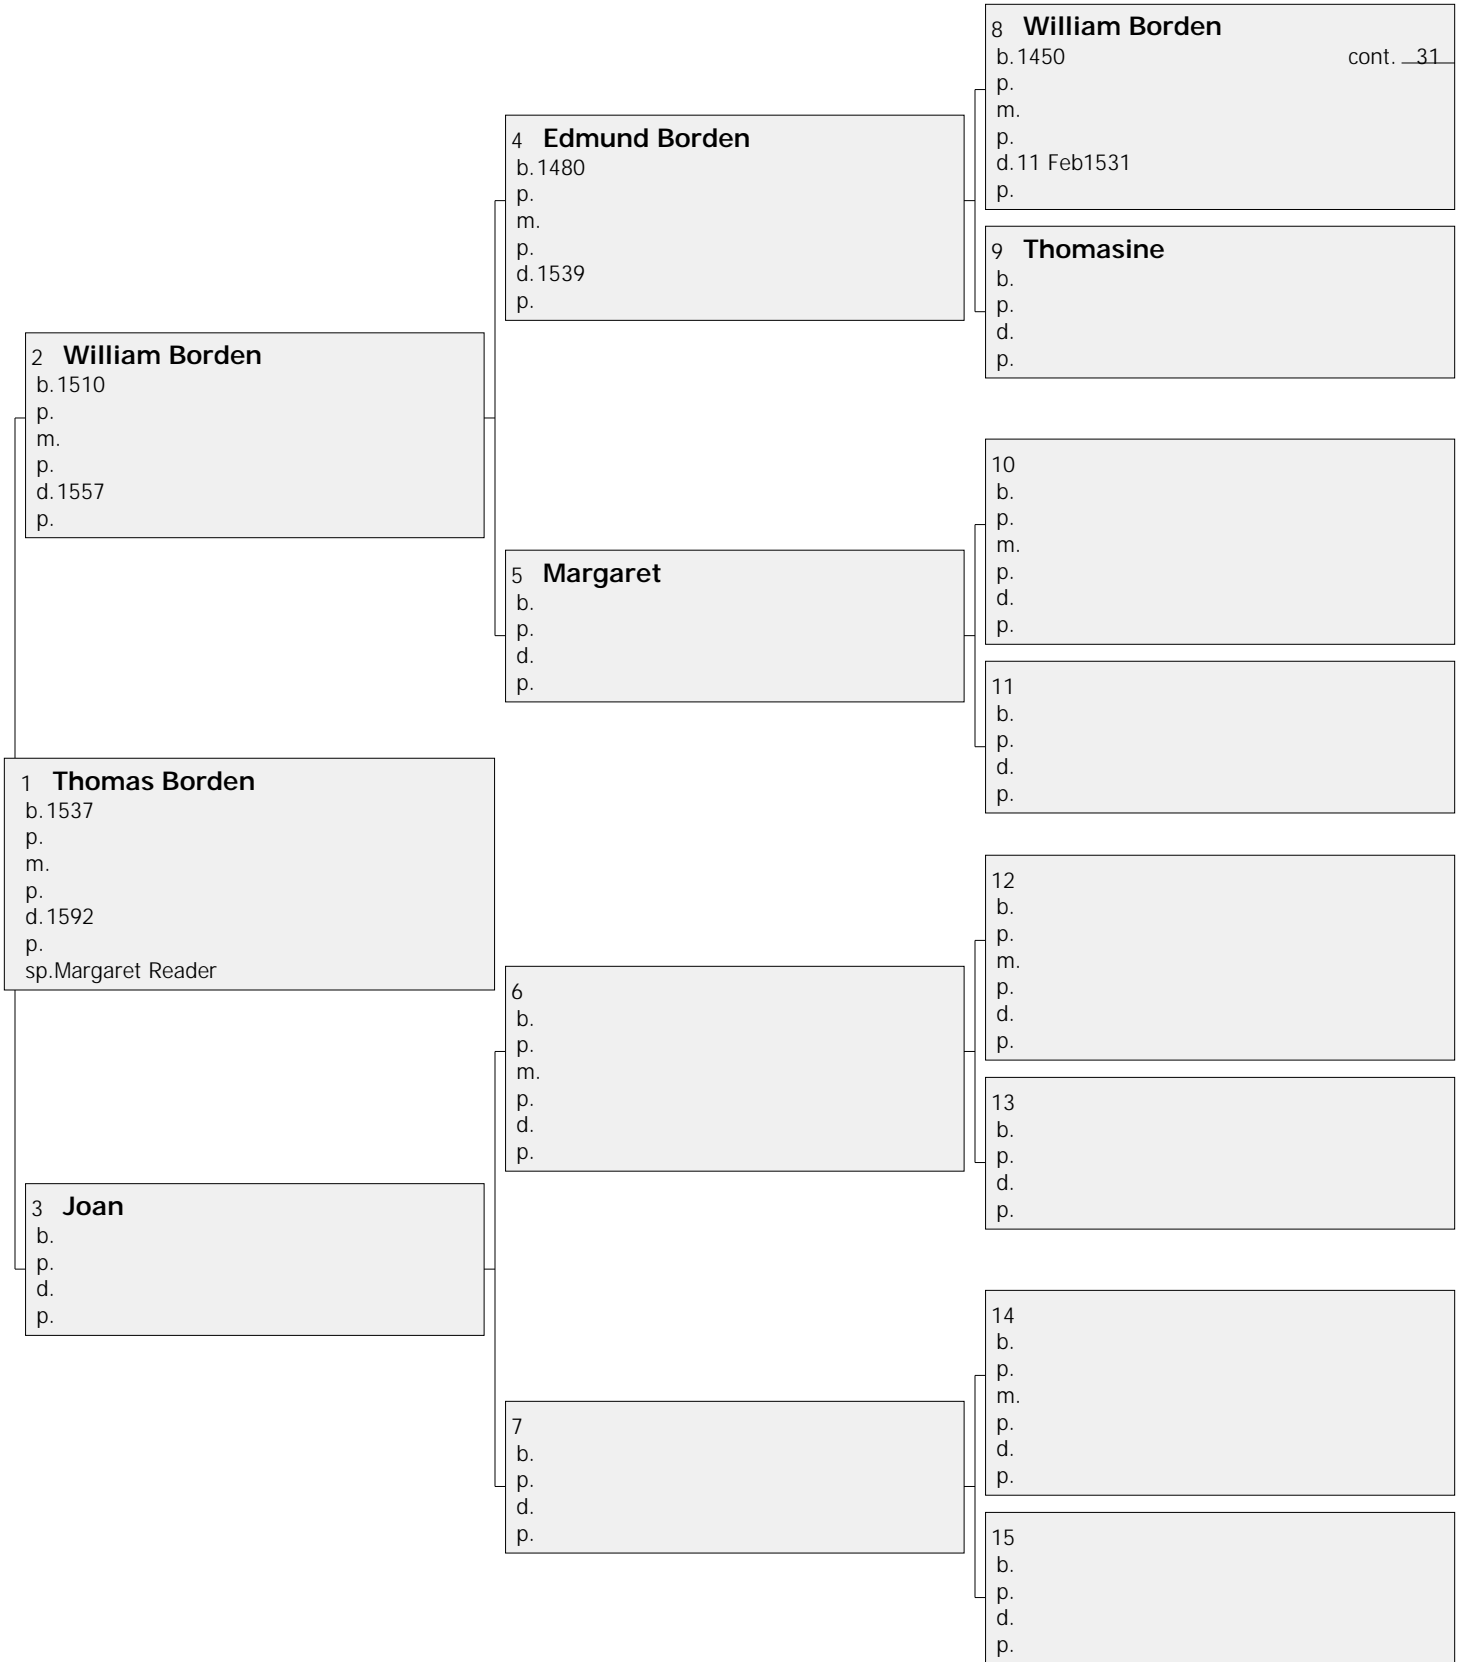 8 William Borden
b.1450 cont. 31
p.
m.
p.
d.11 Feb1531
p.
4 Edmund Borden
b.1480
p.
m.
p.
d.1539
p.
9 Thomasine
b.
p.
d.
p.
2 William Borden
b.1510
p.
m.
p.
d.1557
p.
10
b.
p.
m.
p.
d.
p.
5 Margaret
b.
p.
d.
p.
11
b.
p.
d.
p.
1 Thomas Borden
b.1537
p.
m.
p.
d.1592
p.
sp.Margaret Reader
12
b.
p.
m.
p.
d.
p.
6
b.
p.
m.
p.
d.
p.
13
b.
p.
d.
p.
3 Joan
b.
p.
d.
p.
14
b.
p.
m.
p.
d.
p.
7
b.
p.
d.
p.
15
b.
p.
d.
p.